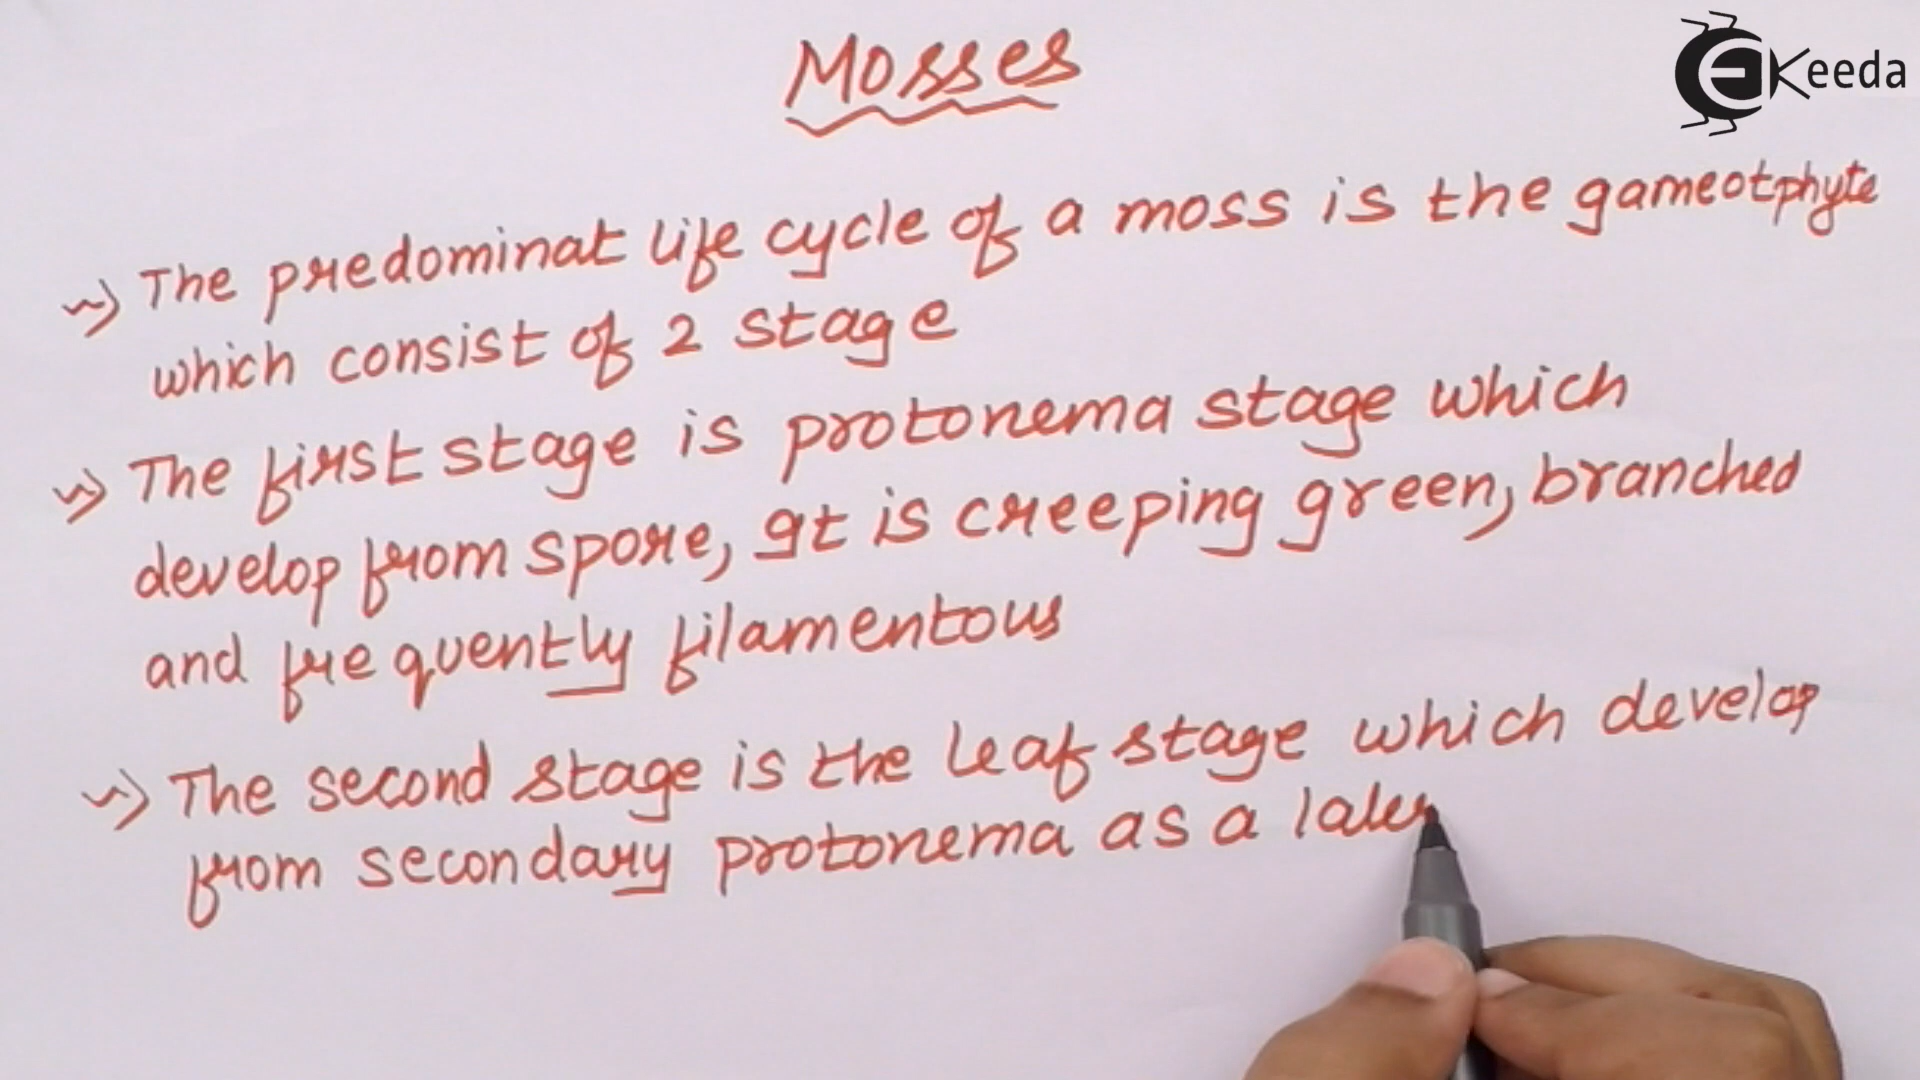 Mosses
Keeda
~> The predominat life cycle of a moss is the gameotphyte
which consist of 2 stage
~> The first stage is protonema stage which
develop from spore, It is creeping green, branched
and frequently filamentous
~> The second stage is the leaf stage which develop
from secondary protonema as a later